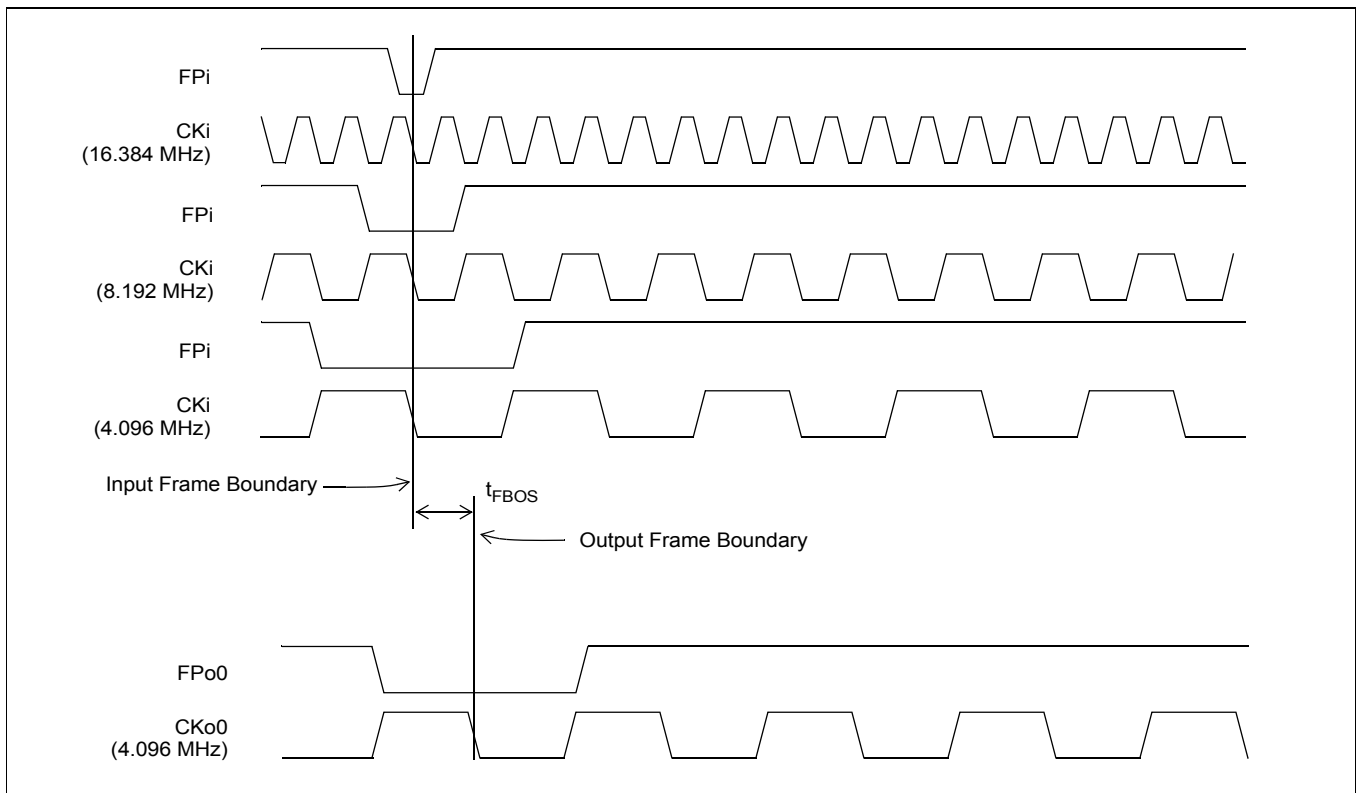 FPi
CKi
(16.384 MHz)
FPi
CKi
(8.192 MHz)
FPi
CKi
(4.096 MHz)
Input Frame Boundary
tFBOS
Output Frame Boundary
FPo0
CKo0
(4.096 MHz)